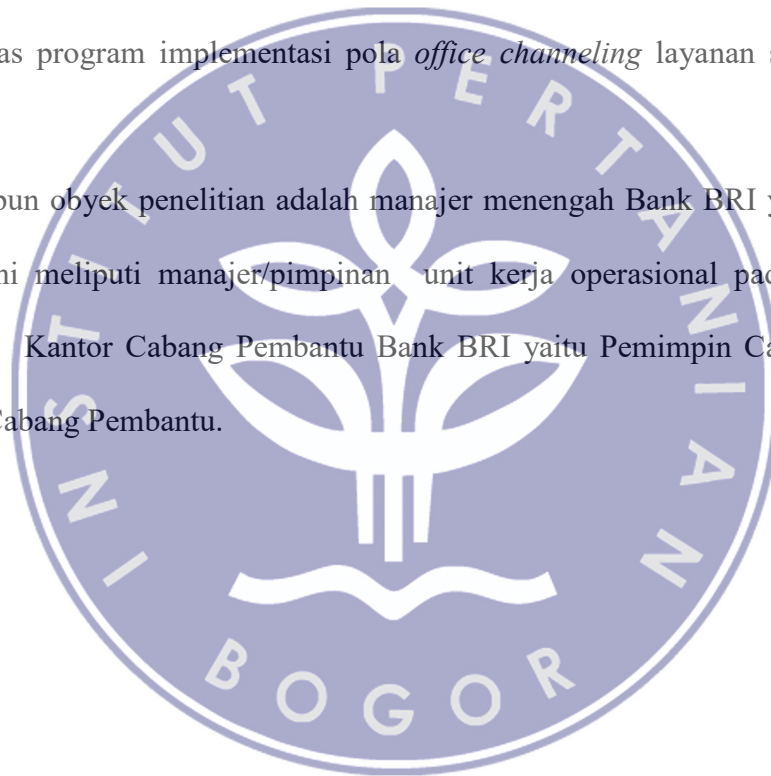 as program implementasi pola office channeling layanan s
pun obyek penelitian adalah manajer menengah Bank BRI y
ni meliputi manajer/pimpinan unit kerja operasional pad
Kantor Cabang Pembantu Bank BRI yaitu Pemimpin Ca
Cabang Pembantu.
INSTITUT PERTANIAN
BOGOR